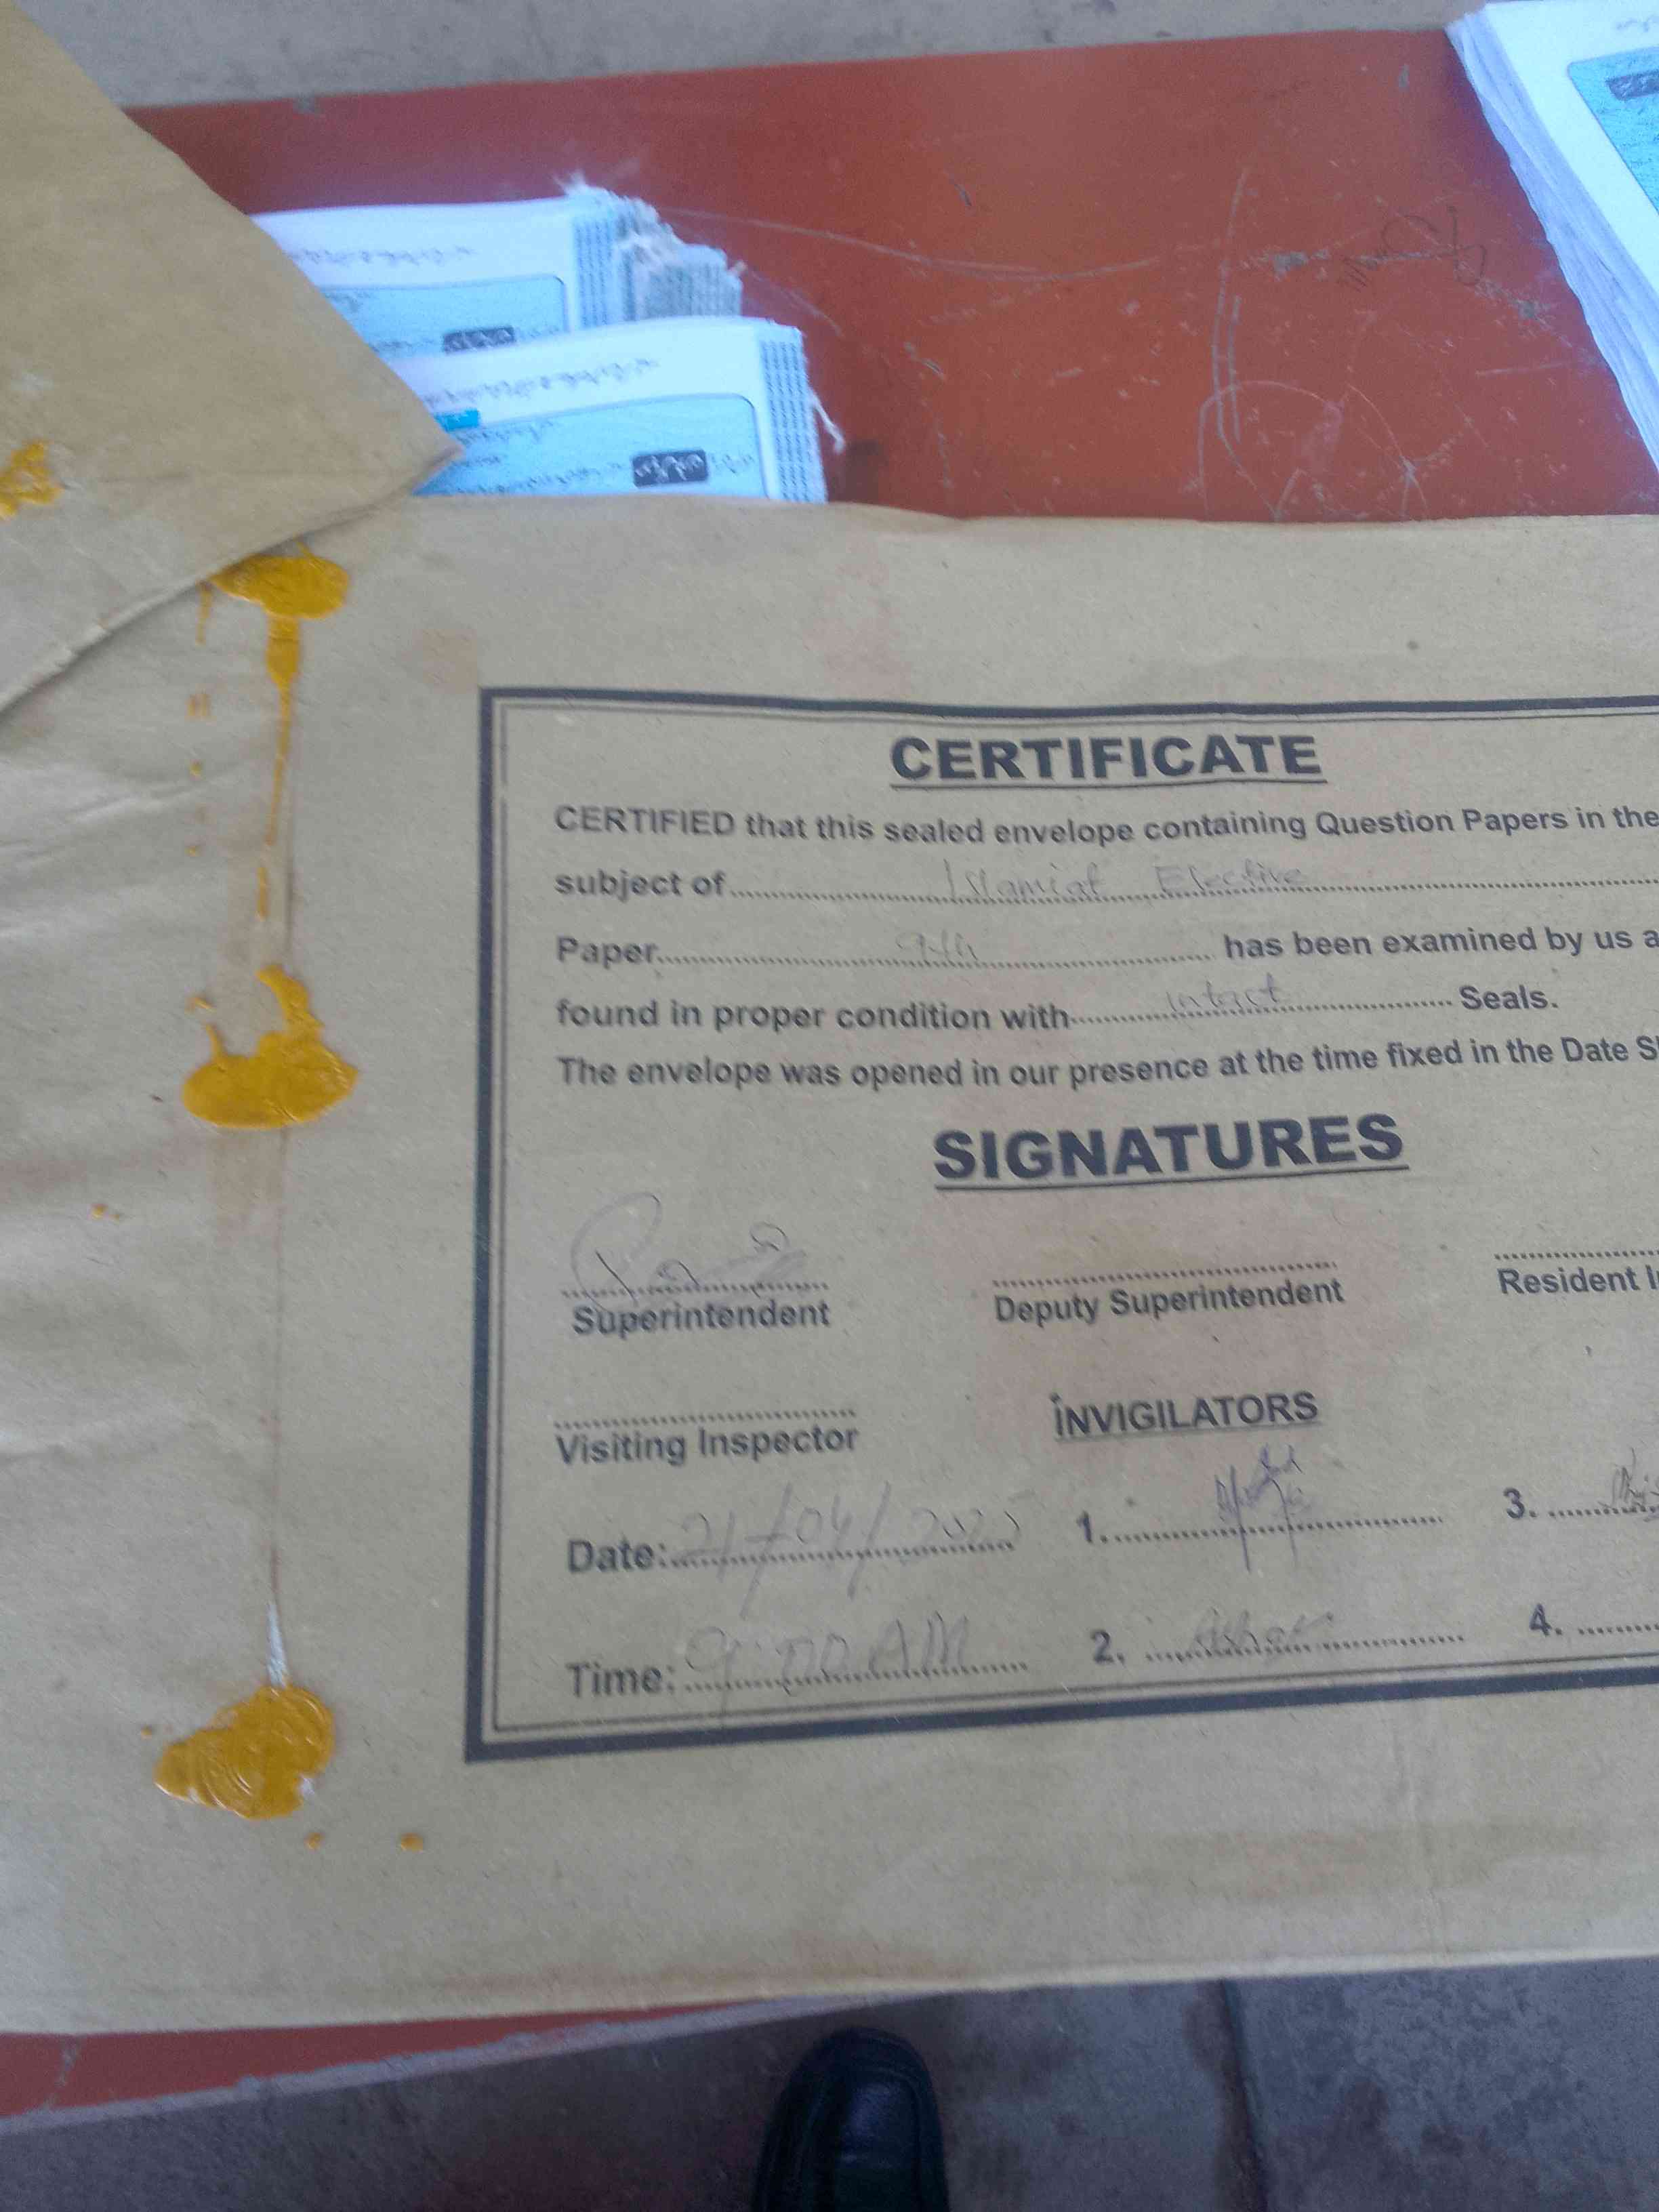 CERTIFICATE
CERTIFIED that this sealed envelope containing Question Papers in the
subject of Islamiat Elective
Paper 9th has been examined by us a
found in proper condition with intact Seals.
The envelope was opened in our presence at the time fixed in the Date S
SIGNATURES
Superintendent
Deputy Superintendent
Resident I
Visiting Inspector
INVIGILATORS
Date: 21/04/2025
1.
3.
Time: 9:00 AM
2.
4.